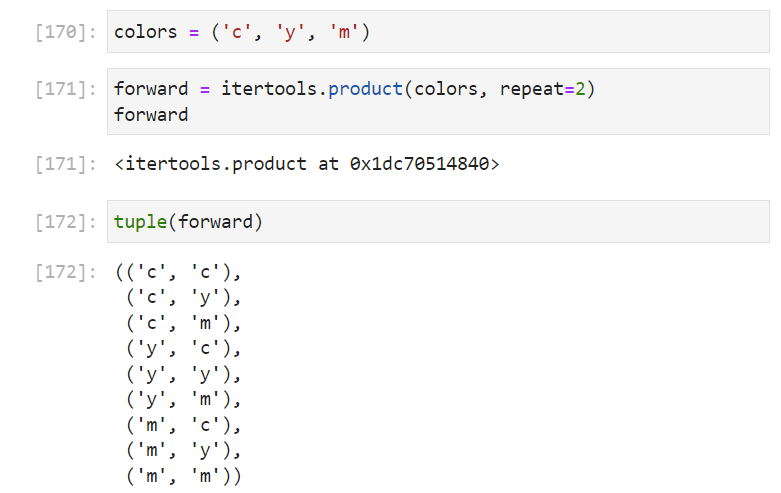 [170]: colors = ('c', 'y', 'm')
[171]: forward = itertools.product(colors, repeat=2)
forward
[171]: <itertools.product at 0x1dc70514840>
[172]: tuple(forward)
[172]: (('c', 'c'),
('c', 'y'),
('c', 'm'),
('y', 'c'),
('y', 'y'),
('y', 'm'),
('m', 'c'),
('m', 'y'),
('m', 'm'))